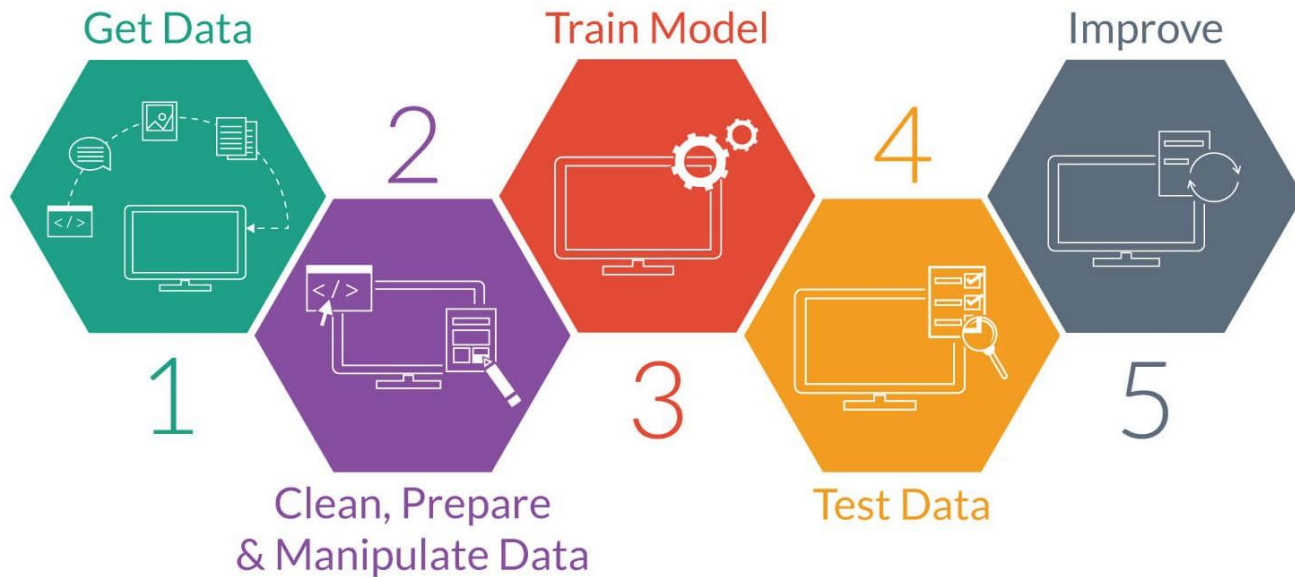 Get Data
1
</>
2
Clean, Prepare
& Manipulate Data
</>
Train Model
3
4
Test Data
Improve
5